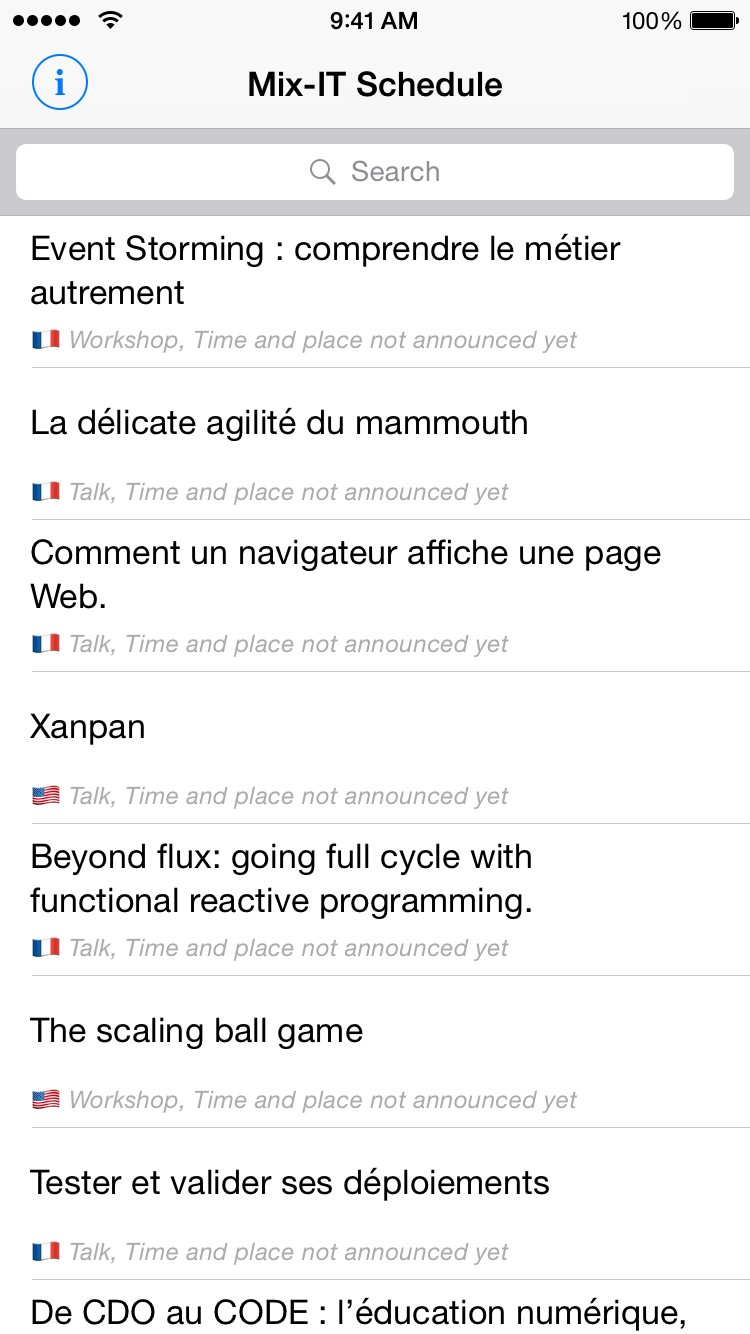 9:41 AM 100%
i Mix-IT Schedule
Search
Event Storming : comprendre le métier
autrement
Workshop, Time and place not announced yet
La délicate agilité du mammouth
Talk, Time and place not announced yet
Comment un navigateur affiche une page
Web.
Talk, Time and place not announced yet
Xanpan
Talk, Time and place not announced yet
Beyond flux: going full cycle with
functional reactive programming.
Talk, Time and place not announced yet
The scaling ball game
Workshop, Time and place not announced yet
Tester et valider ses déploiements
Talk, Time and place not announced yet
De CDO au CODE : l’éducation numérique,